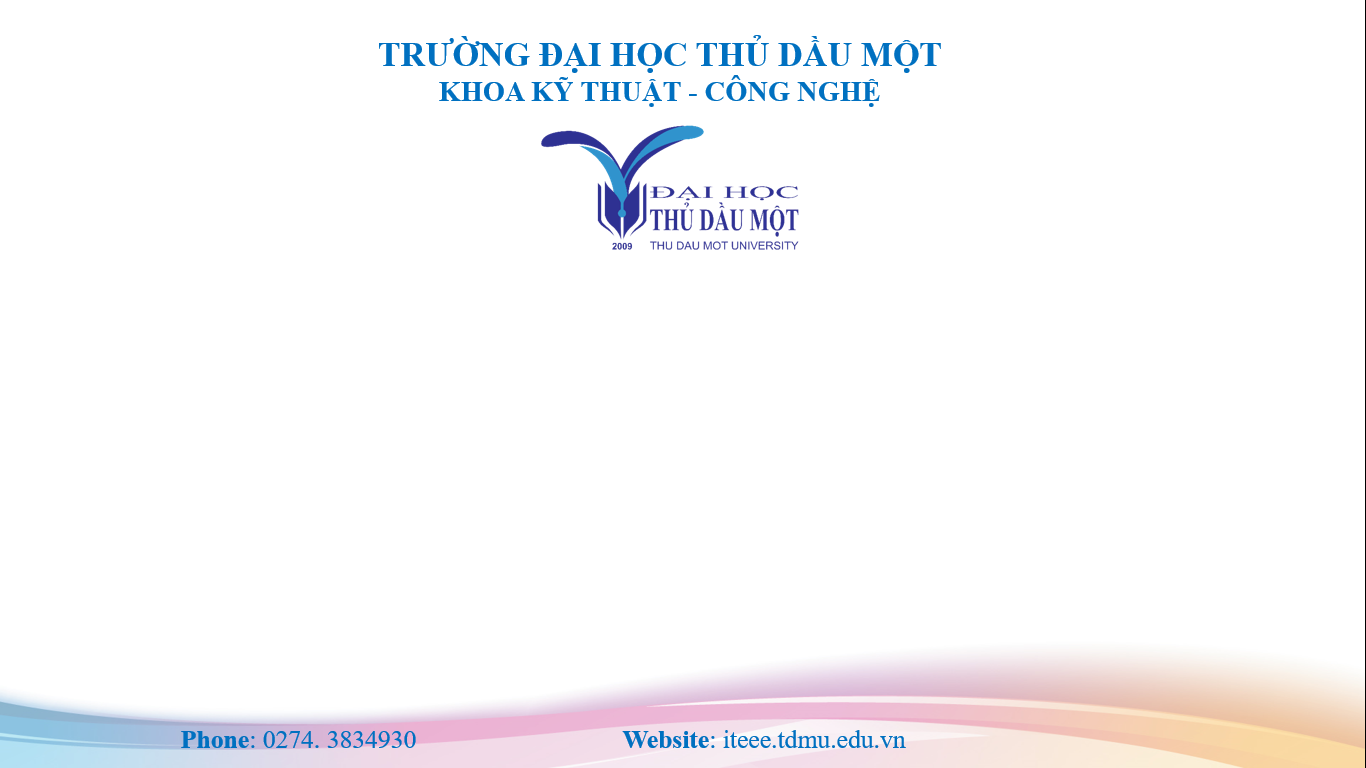 TRƯỜNG ĐẠI HỌC THỦ DẦU MỘT
KHOA KỸ THUẬT - CÔNG NGHỆ
ĐẠI HỌC
THỦ DẦU MỘT
2009 THU DAU MOT UNIVERSITY
Phone: 0274. 3834930 Website: iteee.tdmu.edu.vn